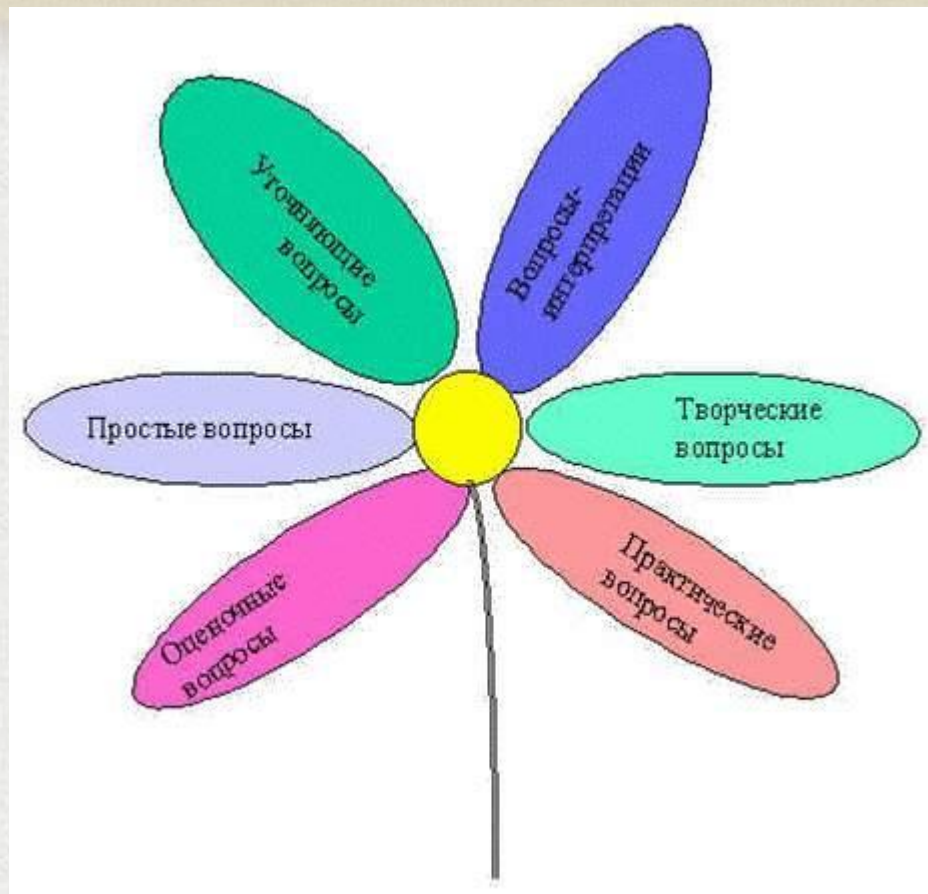 Уточняющие
вопросы
Вопросы-
интерпретации
Простые вопросы
Творческие
вопросы
Оценочные
вопросы
Практические
вопросы